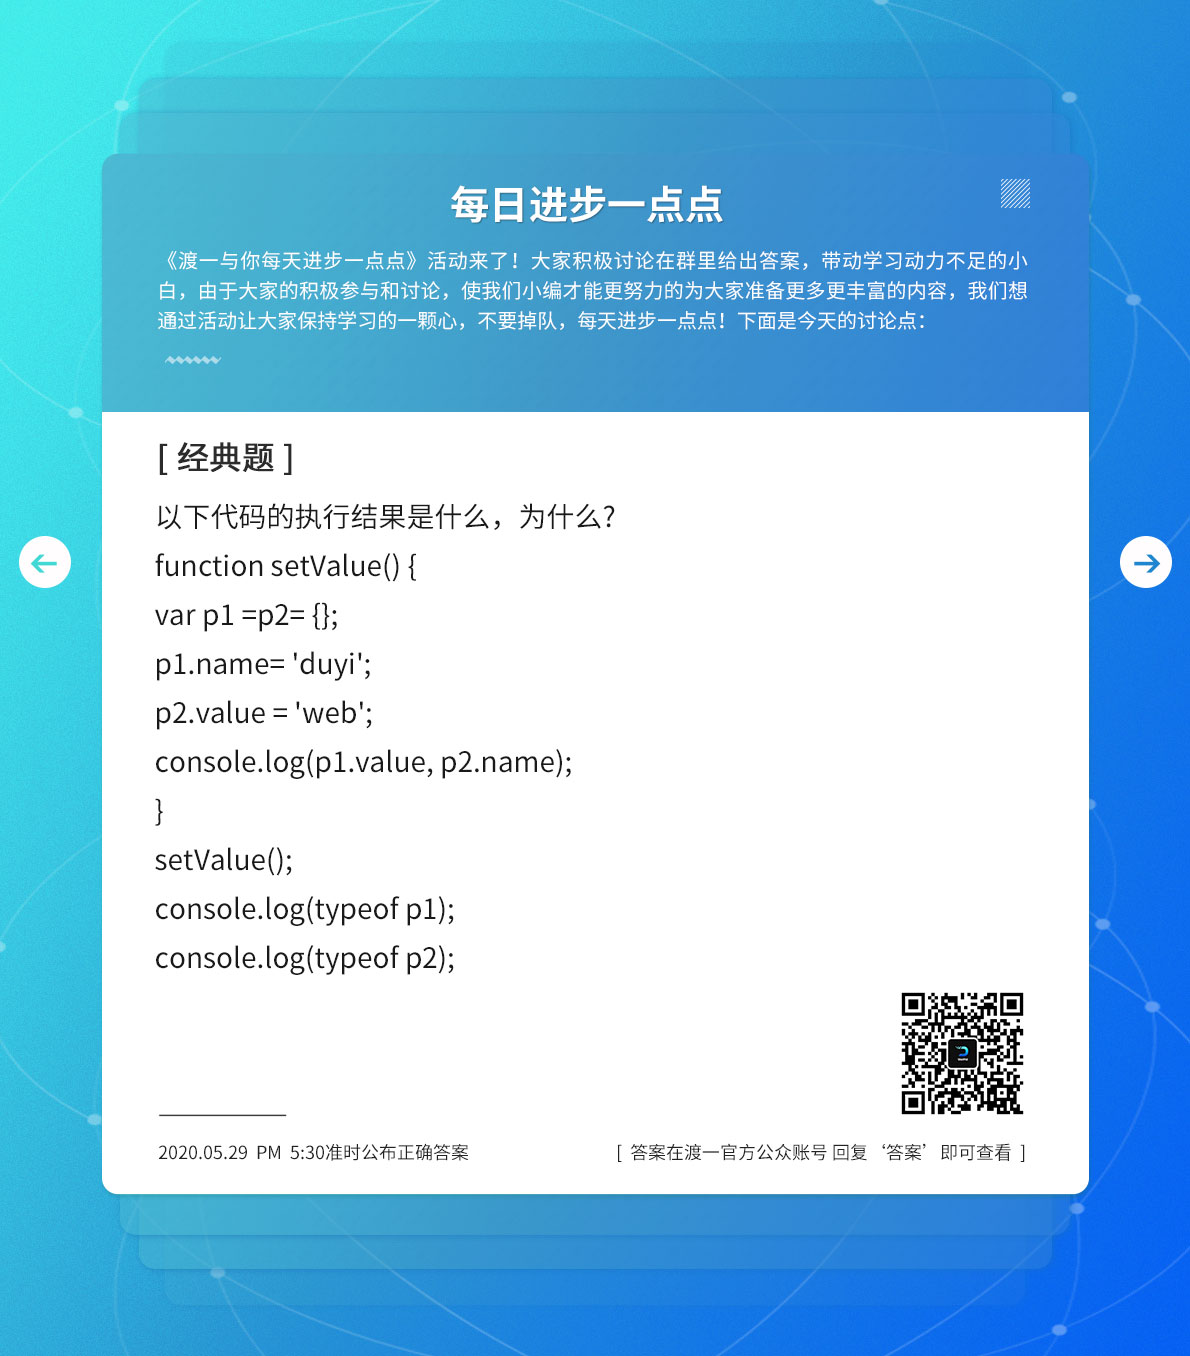 每日进步一点点
《渡一与你每天进步一点点》活动来了！大家积极讨论在群里给出答案，带动学习动力不足的小
白，由于大家的积极参与和讨论，使我们小编才能更努力的为大家准备更多更丰富的内容，我们想
通过活动让大家保持学习的一颗心，不要掉队，每天进步一点点！下面是今天的讨论点：
[ 经典题 ]
以下代码的执行结果是什么，为什么?
function setValue() {
var p1 =p2= {};
p1.name= 'duyi';
p2.value = 'web';
console.log(p1.value, p2.name);
}
setValue();
console.log(typeof p1);
console.log(typeof p2);
2020.05.29 PM 5:30准时公布正确答案
[ 答案在渡一官方公众账号 回复 ‘答案’ 即可查看 ]